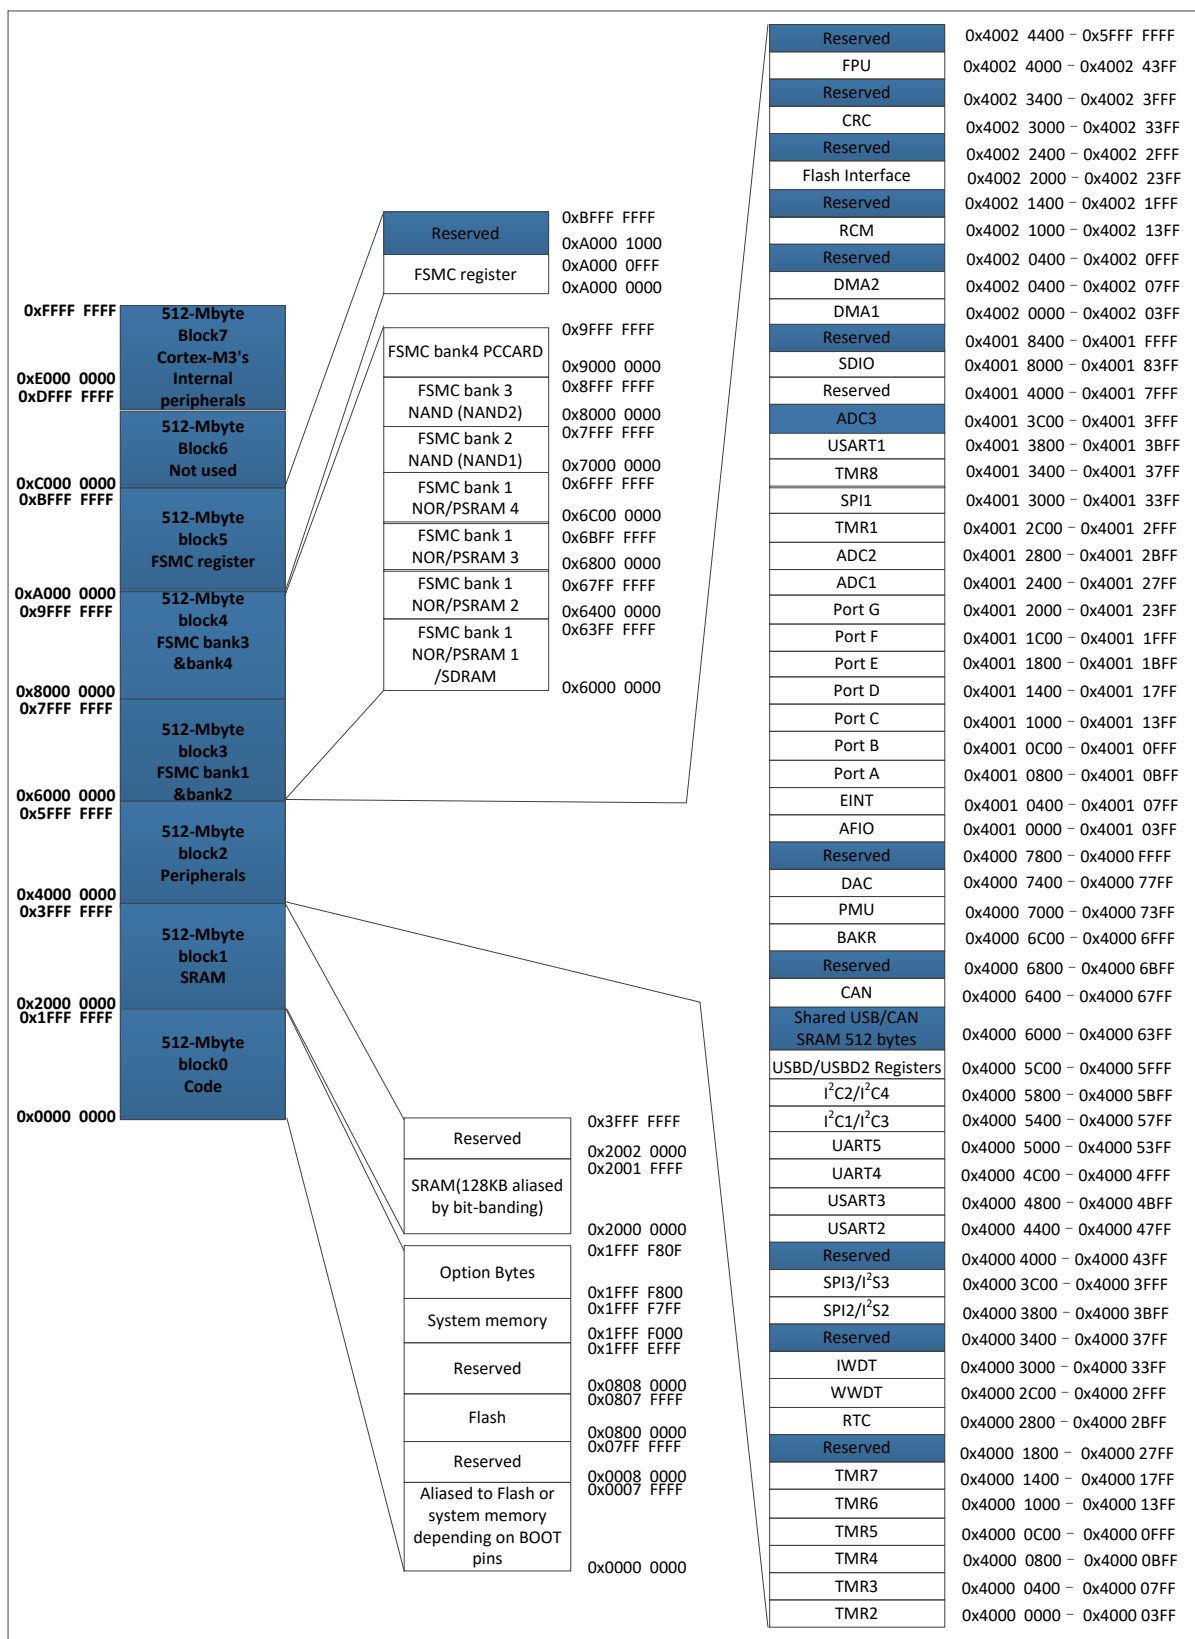 0xFFFF FFFF
512-Mbyte
Block7
Cortex-M3's
Internal
peripherals
0xE000 0000
0xDFFF FFFF
512-Mbyte
Block6
Not used
0xC000 0000
0xBFFF FFFF
512-Mbyte
block5
FSMC register
0xA000 0000
0x9FFF FFFF
512-Mbyte
block4
FSMC bank3
&bank4
0x8000 0000
0x7FFF FFFF
512-Mbyte
block3
FSMC bank1
&bank2
0x6000 0000
0x5FFF FFFF
512-Mbyte
block2
Peripherals
0x4000 0000
0x3FFF FFFF
512-Mbyte
block1
SRAM
0x2000 0000
0x1FFF FFFF
512-Mbyte
block0
Code
0x0000 0000
0xBFFF FFFF
Reserved
0xA000 1000
0xA000 0FFF
FSMC register
0xA000 0000
0x9FFF FFFF
FSMC bank4 PCCARD
0x9000 0000
0x8FFF FFFF
FSMC bank 3
NAND (NAND2)
0x8000 0000
0x7FFF FFFF
FSMC bank 2
NAND (NAND1)
0x7000 0000
0x6FFF FFFF
FSMC bank 1
NOR/PSRAM 4
0x6C00 0000
0x6BFF FFFF
FSMC bank 1
NOR/PSRAM 3
0x6800 0000
0x67FF FFFF
FSMC bank 1
NOR/PSRAM 2
0x6400 0000
0x63FF FFFF
FSMC bank 1
NOR/PSRAM 1
/SDRAM
0x6000 0000
0x3FFF FFFF
Reserved
0x2002 0000
0x2001 FFFF
SRAM(128KB aliased
by bit-banding)
0x2000 0000
0x1FFF F80F
Option Bytes
0x1FFF F800
0x1FFF F7FF
System memory
0x1FFF F000
0x1FFF EFFF
Reserved
0x0808 0000
0x0807 FFFF
Flash
0x0800 0000
0x07FF FFFF
Reserved
0x0008 0000
0x0007 FFFF
Aliased to Flash or
system memory
depending on BOOT
pins
0x0000 0000
Reserved 0x4002 4400 – 0x5FFF FFFF
FPU 0x4002 4000 – 0x4002 43FF
Reserved 0x4002 3400 – 0x4002 3FFF
CRC 0x4002 3000 – 0x4002 33FF
Reserved 0x4002 2400 – 0x4002 2FFF
Flash Interface 0x4002 2000 – 0x4002 23FF
Reserved 0x4002 1400 – 0x4002 1FFF
RCM 0x4002 1000 – 0x4002 13FF
Reserved 0x4002 0400 – 0x4002 0FFF
DMA2 0x4002 0400 – 0x4002 07FF
DMA1 0x4002 0000 – 0x4002 03FF
Reserved 0x4001 8400 – 0x4001 FFFF
SDIO 0x4001 8000 – 0x4001 83FF
Reserved 0x4001 4000 – 0x4001 7FFF
ADC3 0x4001 3C00 – 0x4001 3FFF
USART1 0x4001 3800 – 0x4001 3BFF
TMR8 0x4001 3400 – 0x4001 37FF
SPI1 0x4001 3000 – 0x4001 33FF
TMR1 0x4001 2C00 – 0x4001 2FFF
ADC2 0x4001 2800 – 0x4001 2BFF
ADC1 0x4001 2400 – 0x4001 27FF
Port G 0x4001 2000 – 0x4001 23FF
Port F 0x4001 1C00 – 0x4001 1FFF
Port E 0x4001 1800 – 0x4001 1BFF
Port D 0x4001 1400 – 0x4001 17FF
Port C 0x4001 1000 – 0x4001 13FF
Port B 0x4001 0C00 – 0x4001 0FFF
Port A 0x4001 0800 – 0x4001 0BFF
EINT 0x4001 0400 – 0x4001 07FF
AFIO 0x4001 0000 – 0x4001 03FF
Reserved 0x4000 7800 – 0x4000 FFFF
DAC 0x4000 7400 – 0x4000 77FF
PMU 0x4000 7000 – 0x4000 73FF
BAKR 0x4000 6C00 – 0x4000 6FFF
Reserved 0x4000 6800 – 0x4000 6BFF
CAN 0x4000 6400 – 0x4000 67FF
Shared USB/CAN
SRAM 512 bytes 0x4000 6000 – 0x4000 63FF
USBD/USBD2 Registers 0x4000 5C00 – 0x4000 5FFF
I²C2/I²C4 0x4000 5800 – 0x4000 5BFF
I²C1/I²C3 0x4000 5400 – 0x4000 57FF
UART5 0x4000 5000 – 0x4000 53FF
UART4 0x4000 4C00 – 0x4000 4FFF
USART3 0x4000 4800 – 0x4000 4BFF
USART2 0x4000 4400 – 0x4000 47FF
Reserved 0x4000 4000 – 0x4000 43FF
SPI3/I²S3 0x4000 3C00 – 0x4000 3FFF
SPI2/I²S2 0x4000 3800 – 0x4000 3BFF
Reserved 0x4000 3400 – 0x4000 37FF
IWDT 0x4000 3000 – 0x4000 33FF
WWDT 0x4000 2C00 – 0x4000 2FFF
RTC 0x4000 2800 – 0x4000 2BFF
Reserved 0x4000 1800 – 0x4000 27FF
TMR7 0x4000 1400 – 0x4000 17FF
TMR6 0x4000 1000 – 0x4000 13FF
TMR5 0x4000 0C00 – 0x4000 0FFF
TMR4 0x4000 0800 – 0x4000 0BFF
TMR3 0x4000 0400 – 0x4000 07FF
TMR2 0x4000 0000 – 0x4000 03FF